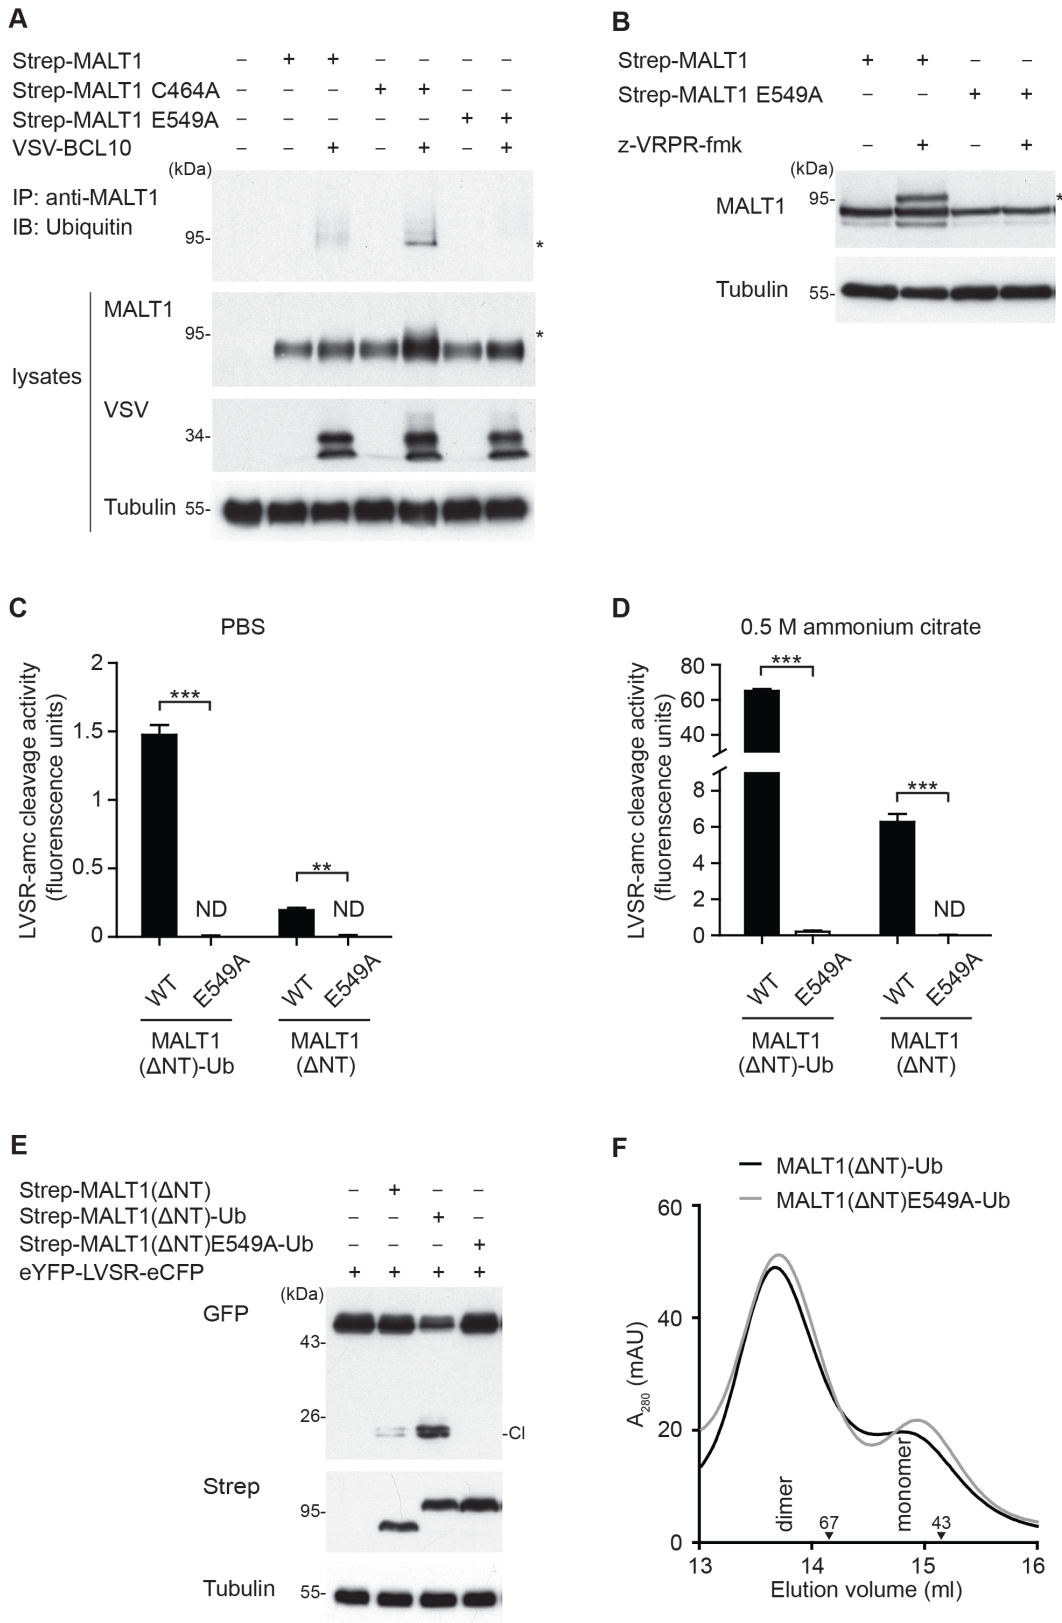 A
Strep-MALT1 – + + – – – –
Strep-MALT1 C464A – – – + + – –
Strep-MALT1 E549A – – – – – + +
VSV-BCL10 – – + – + – +
(kDa)
IP: anti-MALT1
IB: Ubiquitin
95-
*
MALT1
95-
*
lysates
VSV
34-
Tubulin 55-
B
Strep-MALT1 + + – –
Strep-MALT1 E549A – – + +
z-VRPR-fmk – + – +
(kDa)
MALT1 95- *
Tubulin 55-
C
PBS
LVSR-amc cleavage activity
(fluorenscence units)
2
1.5
1
0.5
0
***
**
ND
ND
WT E549A WT E549A
MALT1 MALT1
(ΔNT)-Ub (ΔNT)
D
0.5 M ammonium citrate
LVSR-amc cleavage activity
(fluorescence units)
80
60
40
8
6
4
2
0
***
***
ND
WT E549A WT E549A
MALT1 MALT1
(ΔNT)-Ub (ΔNT)
E
Strep-MALT1(ΔNT) – + – –
Strep-MALT1(ΔNT)-Ub – – + –
Strep-MALT1(ΔNT)E549A-Ub – – – +
eYFP-LVSR-eCFP + + + +
(kDa)
GFP
43-
26-
-Cl
Strep
95-
Tubulin 55-
F
MALT1(ΔNT)-Ub
MALT1(ΔNT)E549A-Ub
A280 (mAU)
60
40
20
0
dimer
67
monomer
43
13 14 15 16
Elution volume (ml)